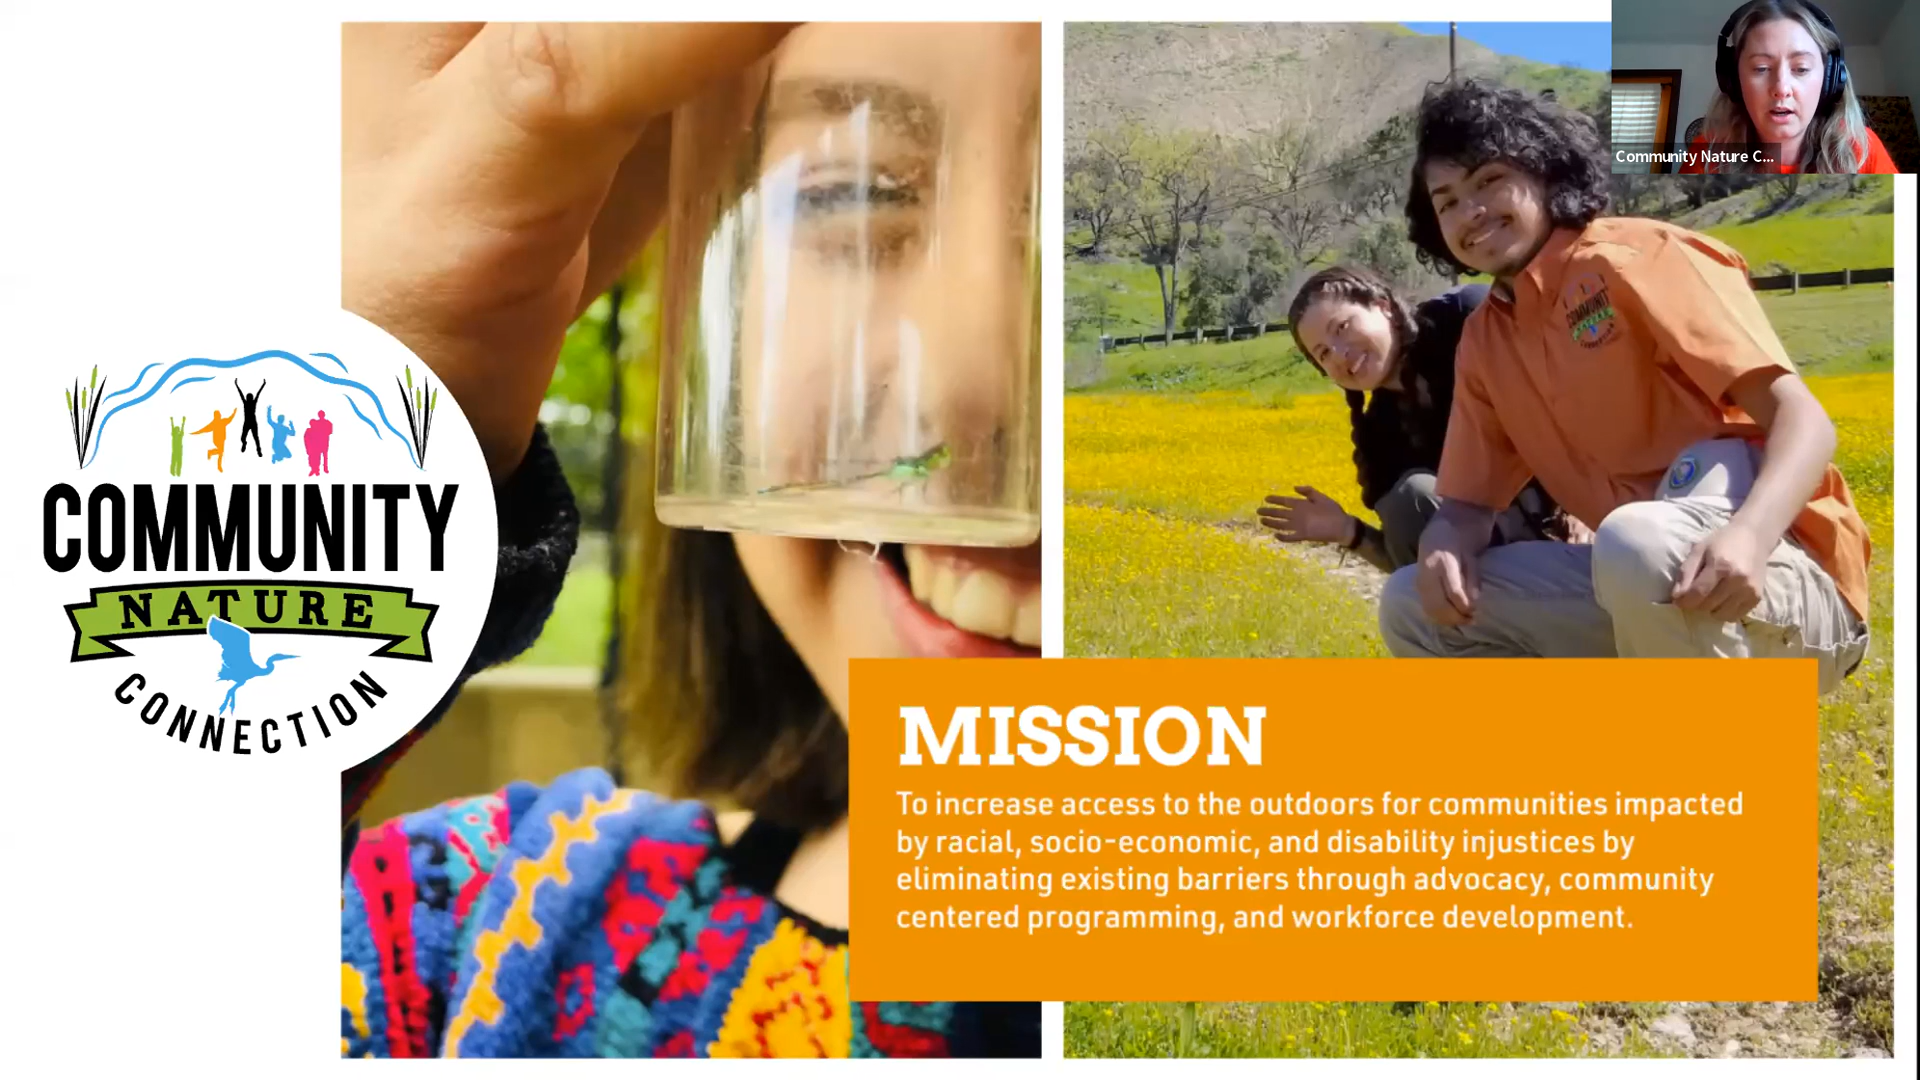 Community Nature C...
COMMUNITY
NATURE
CONNECTION
COMMUNITY
MISSION
To increase access to the outdoors for communities impacted
by racial, socio-economic, and disability injustices by
eliminating existing barriers through advocacy, community
centered programming, and workforce development.